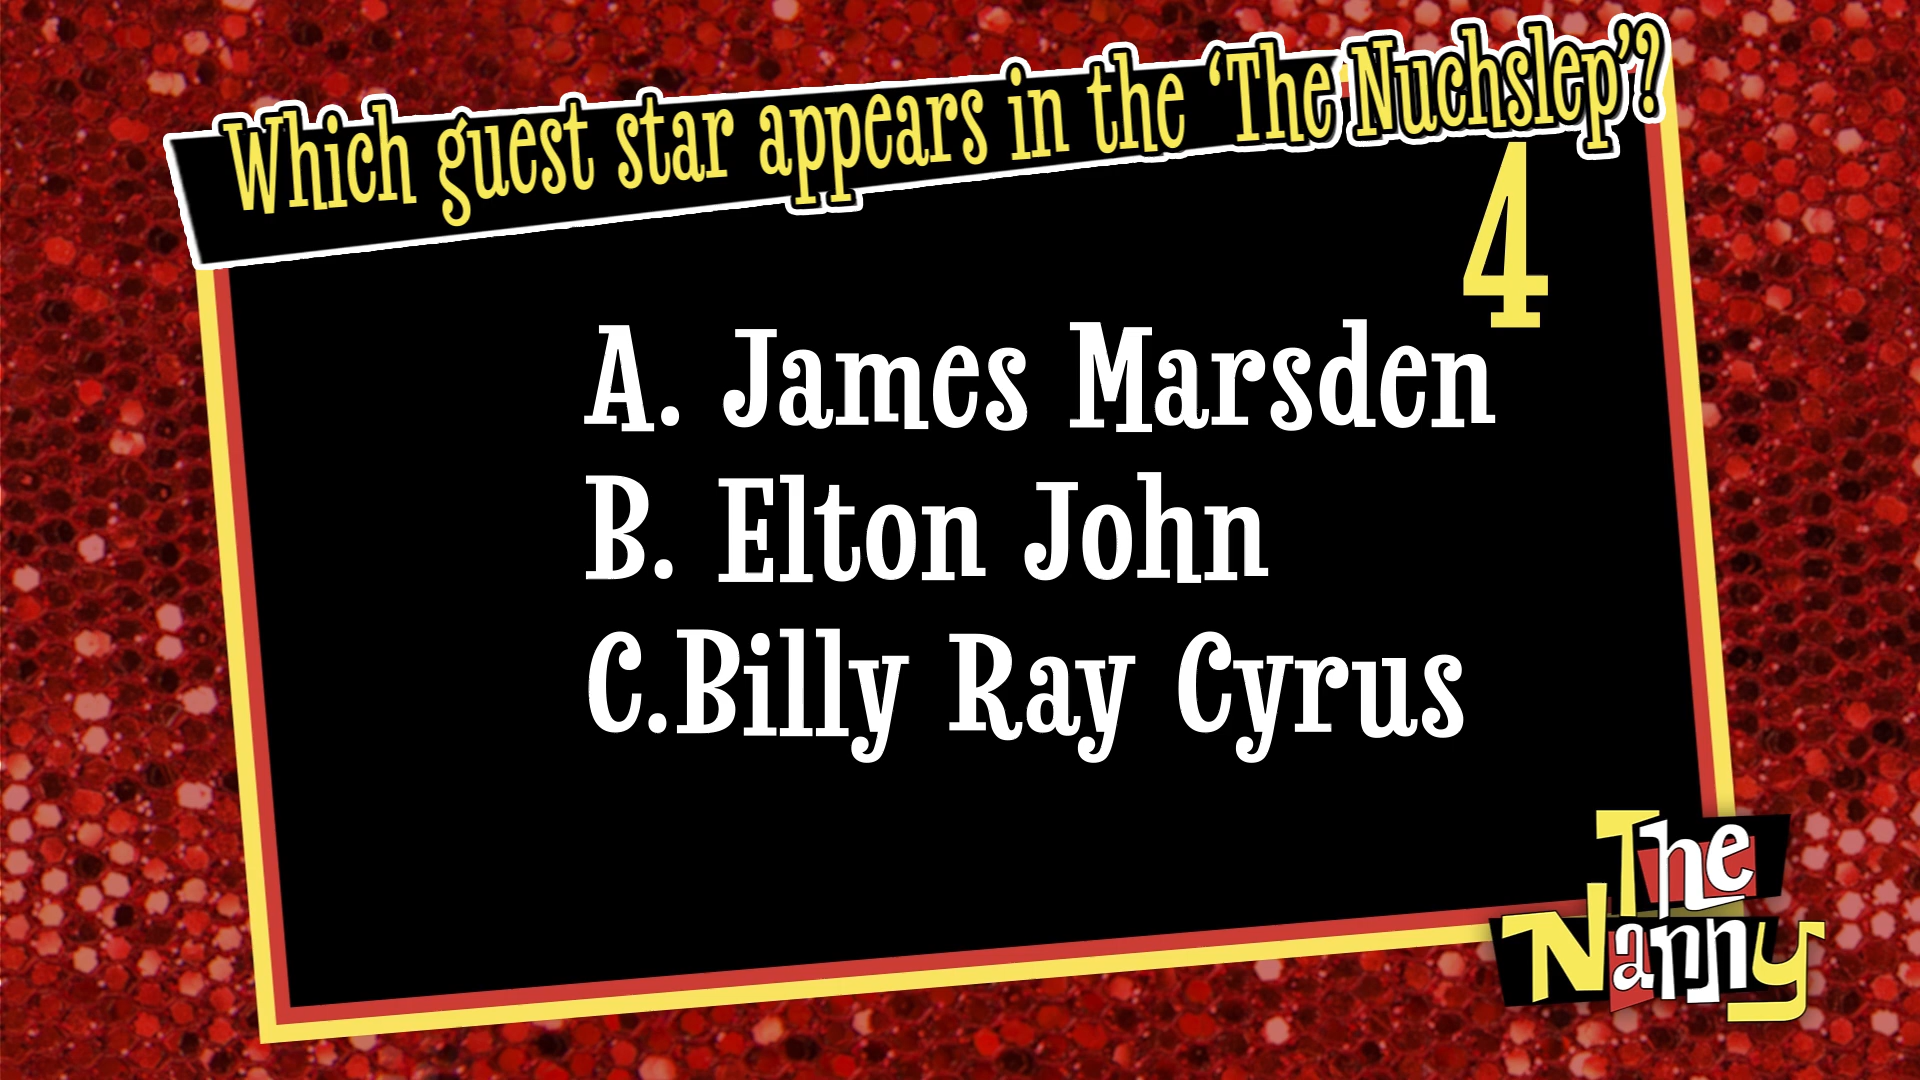 Which guest star appears in the ‘The Nuchslep’?
4
A. James Marsden
B. Elton John
C.Billy Ray Cyrus
The
Nanny